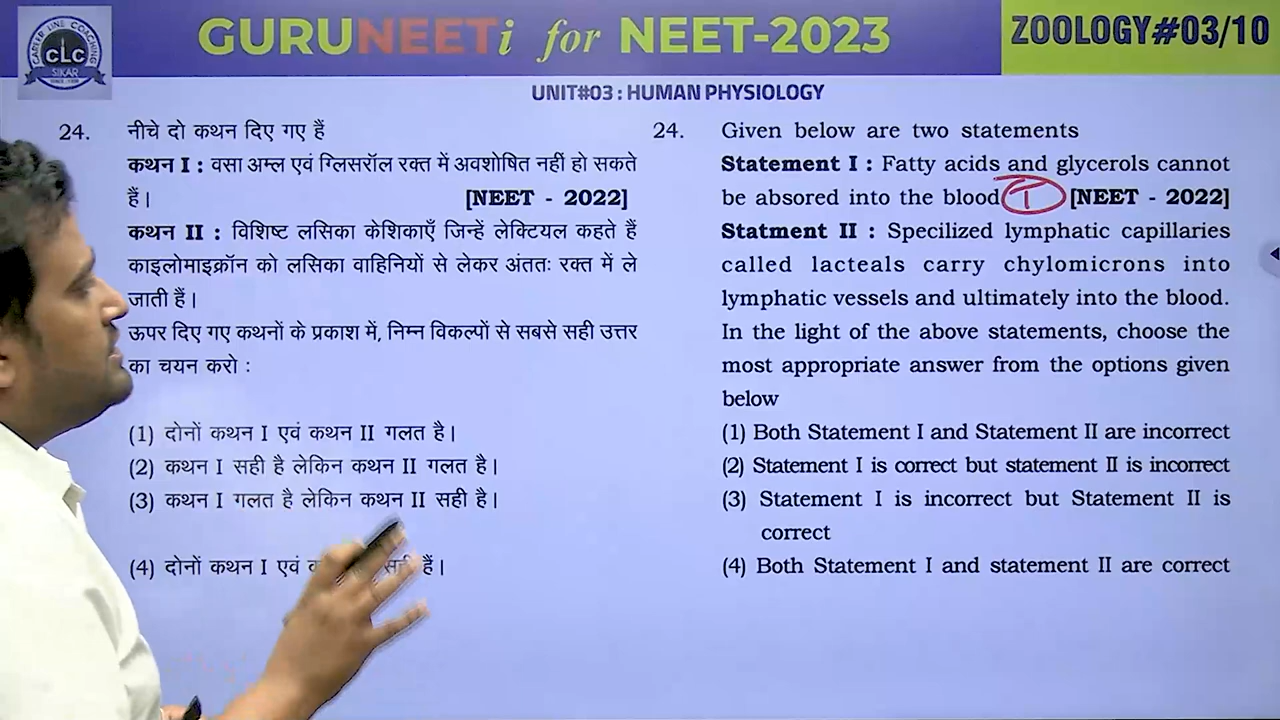 CAREER LINE COACHING
CLC
SIKAR
GURUNEETi for NEET-2023
ZOOLOGY#03/10
UNIT#03 : HUMAN PHYSIOLOGY
24. नीचे दो कथन दिए गए हैं
कथन I : वसा अम्ल एवं ग्लिसरॉल रक्त में अवशोषित नहीं हो सकते
हैं। [NEET - 2022]
कथन II : विशिष्ट लसिका केशिकाएँ जिन्हें लेक्टियल कहते हैं
काइलोमाइक्रॉन को लसिका वाहिनियों से लेकर अंततः रक्त में ले
जाती हैं।
ऊपर दिए गए कथनों के प्रकाश में, निम्न विकल्पों से सबसे सही उत्तर
का चयन करो :
(1) दोनों कथन I एवं कथन II गलत है।
(2) कथन I सही है लेकिन कथन II गलत है।
(3) कथन I गलत है लेकिन कथन II सही है।
(4) दोनों कथन I एवं सही हैं।
24. Given below are two statements
Statement I : Fatty acids and glycerols cannot
be absored into the blood T [NEET - 2022]
Statment II : Specilized lymphatic capillaries
called lacteals carry chylomicrons into
lymphatic vessels and ultimately into the blood.
In the light of the above statements, choose the
most appropriate answer from the options given
below
(1) Both Statement I and Statement II are incorrect
(2) Statement I is correct but statement II is incorrect
(3) Statement I is incorrect but Statement II is
correct
(4) Both Statement I and statement II are correct